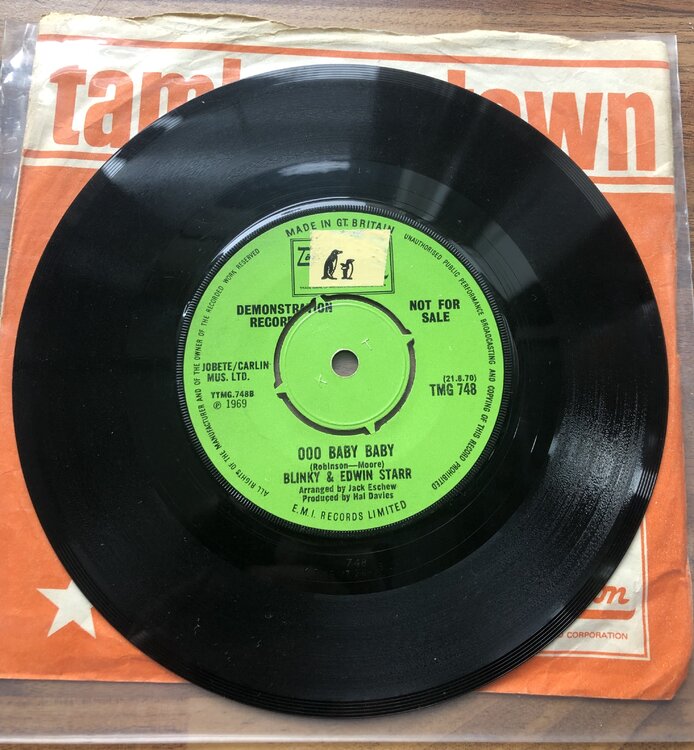 tam town
MADE IN GT. BRITAIN
UNAUTHORISED PUBLIC PERFORMANCE BROADCASTING AND COPYING OF THIS RECORD PROHIBITED
ALL RIGHTS OF THE MANUFACTURER AND OF THE OWNER OF THE RECORDED WORK RESERVED
DEMONSTRATION
RECORD
NOT FOR
SALE
JOBETE/CARLIN
MUS. LTD.
YTMG.748B
℗ 1969
(21.8.70)
TMG 748
OOO BABY BABY
(Robinson—Moore)
BLINKY & EDWIN STARR
Arranged by Jack Eschew
Produced by Hal Davies
E.M.I. RECORDS LIMITED
748
CORPORATION